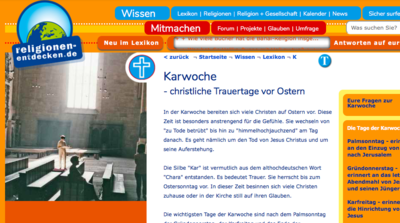 Wissen
Lexikon | Religionen | Religion + Gesellschaft | Kalender | News
Sicher surfe
Mitmachen
Forum | Projekte | Glauben | Umfrage
Was suchen Sie?
religionen-
entdecken.de
Neu im Lexikon
Antworten auf eur
< zurück → Startseite → Wissen → Lexikon → K
T
Karwoche
- christliche Trauertage vor Ostern
In der Karwoche bereiten sich viele Christen auf Ostern vor. Diese
Zeit ist besonders anstrengend für die Gefühle. Sie wechseln von
"zu Tode betrübt" bis hin zu "himmelhochjauchzend" am Tag
danach. Es geht nämlich um den Tod von Jesus Christus und um
seine Auferstehung.
Die Silbe "Kar" ist vermutlich aus dem althochdeutschen Wort
"Chara" entstanden. Es bedeutet Trauer. Sie herrscht bis zum
Ostersonntag vor. In dieser Zeit besinnen sich viele Christen
zuhause oder in der Kirche still auf ihren Glauben.
Die wichtigsten Tage der Karwoche sind nach dem Palmsonntag
Eure Fragen zur
Karwoche
Die Tage der
Karwoche
Palmsonntag –
erinnert an
den Einzug von
nach Jerusalem
Gründonnerstag –
erinnert an das let
Abendmahl von Je
und seinen Jünger
Karfreitag –
erinnert an
die Hinrichtung vo
Jesus